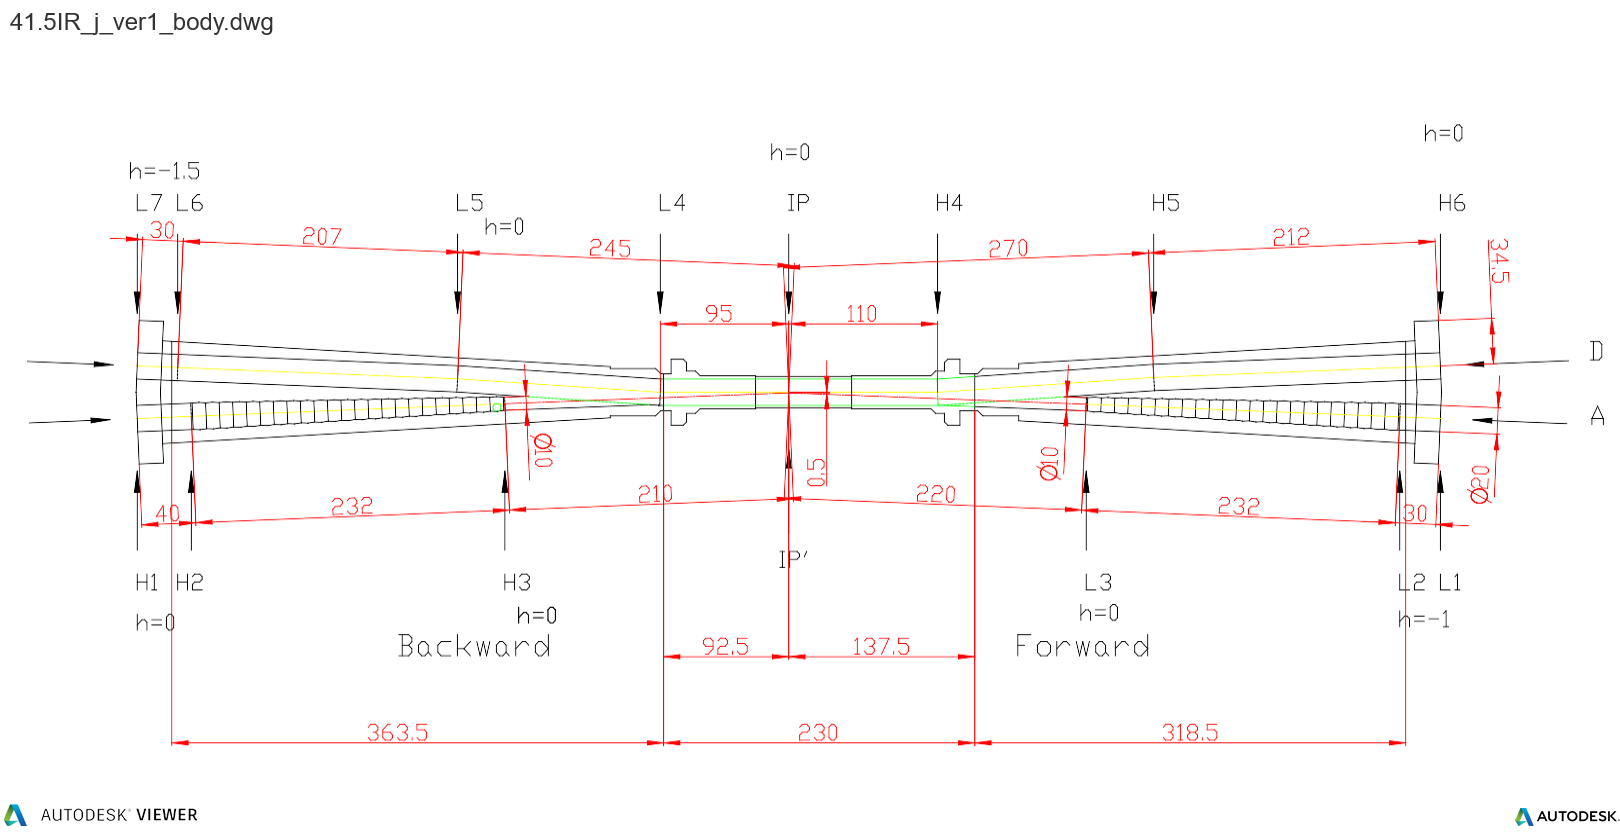 41.5IR_j_ver1_body.dwg
h=0
h=0
h=-1.5
L7 L6 L5 L4 IP H4 H5 H6
h=0
30 207 245 270 212 34.5
95 110
D
A
Ø10 0.5 Ø10 Ø20
40 232 210 220 232 30
IP'
H1 H2 H3 L3 L2 L1
h=0 h=0 h=0 h=-1
Backward 92.5 137.5 Forward
363.5 230 318.5
AUTODESK® VIEWER AUTODESK